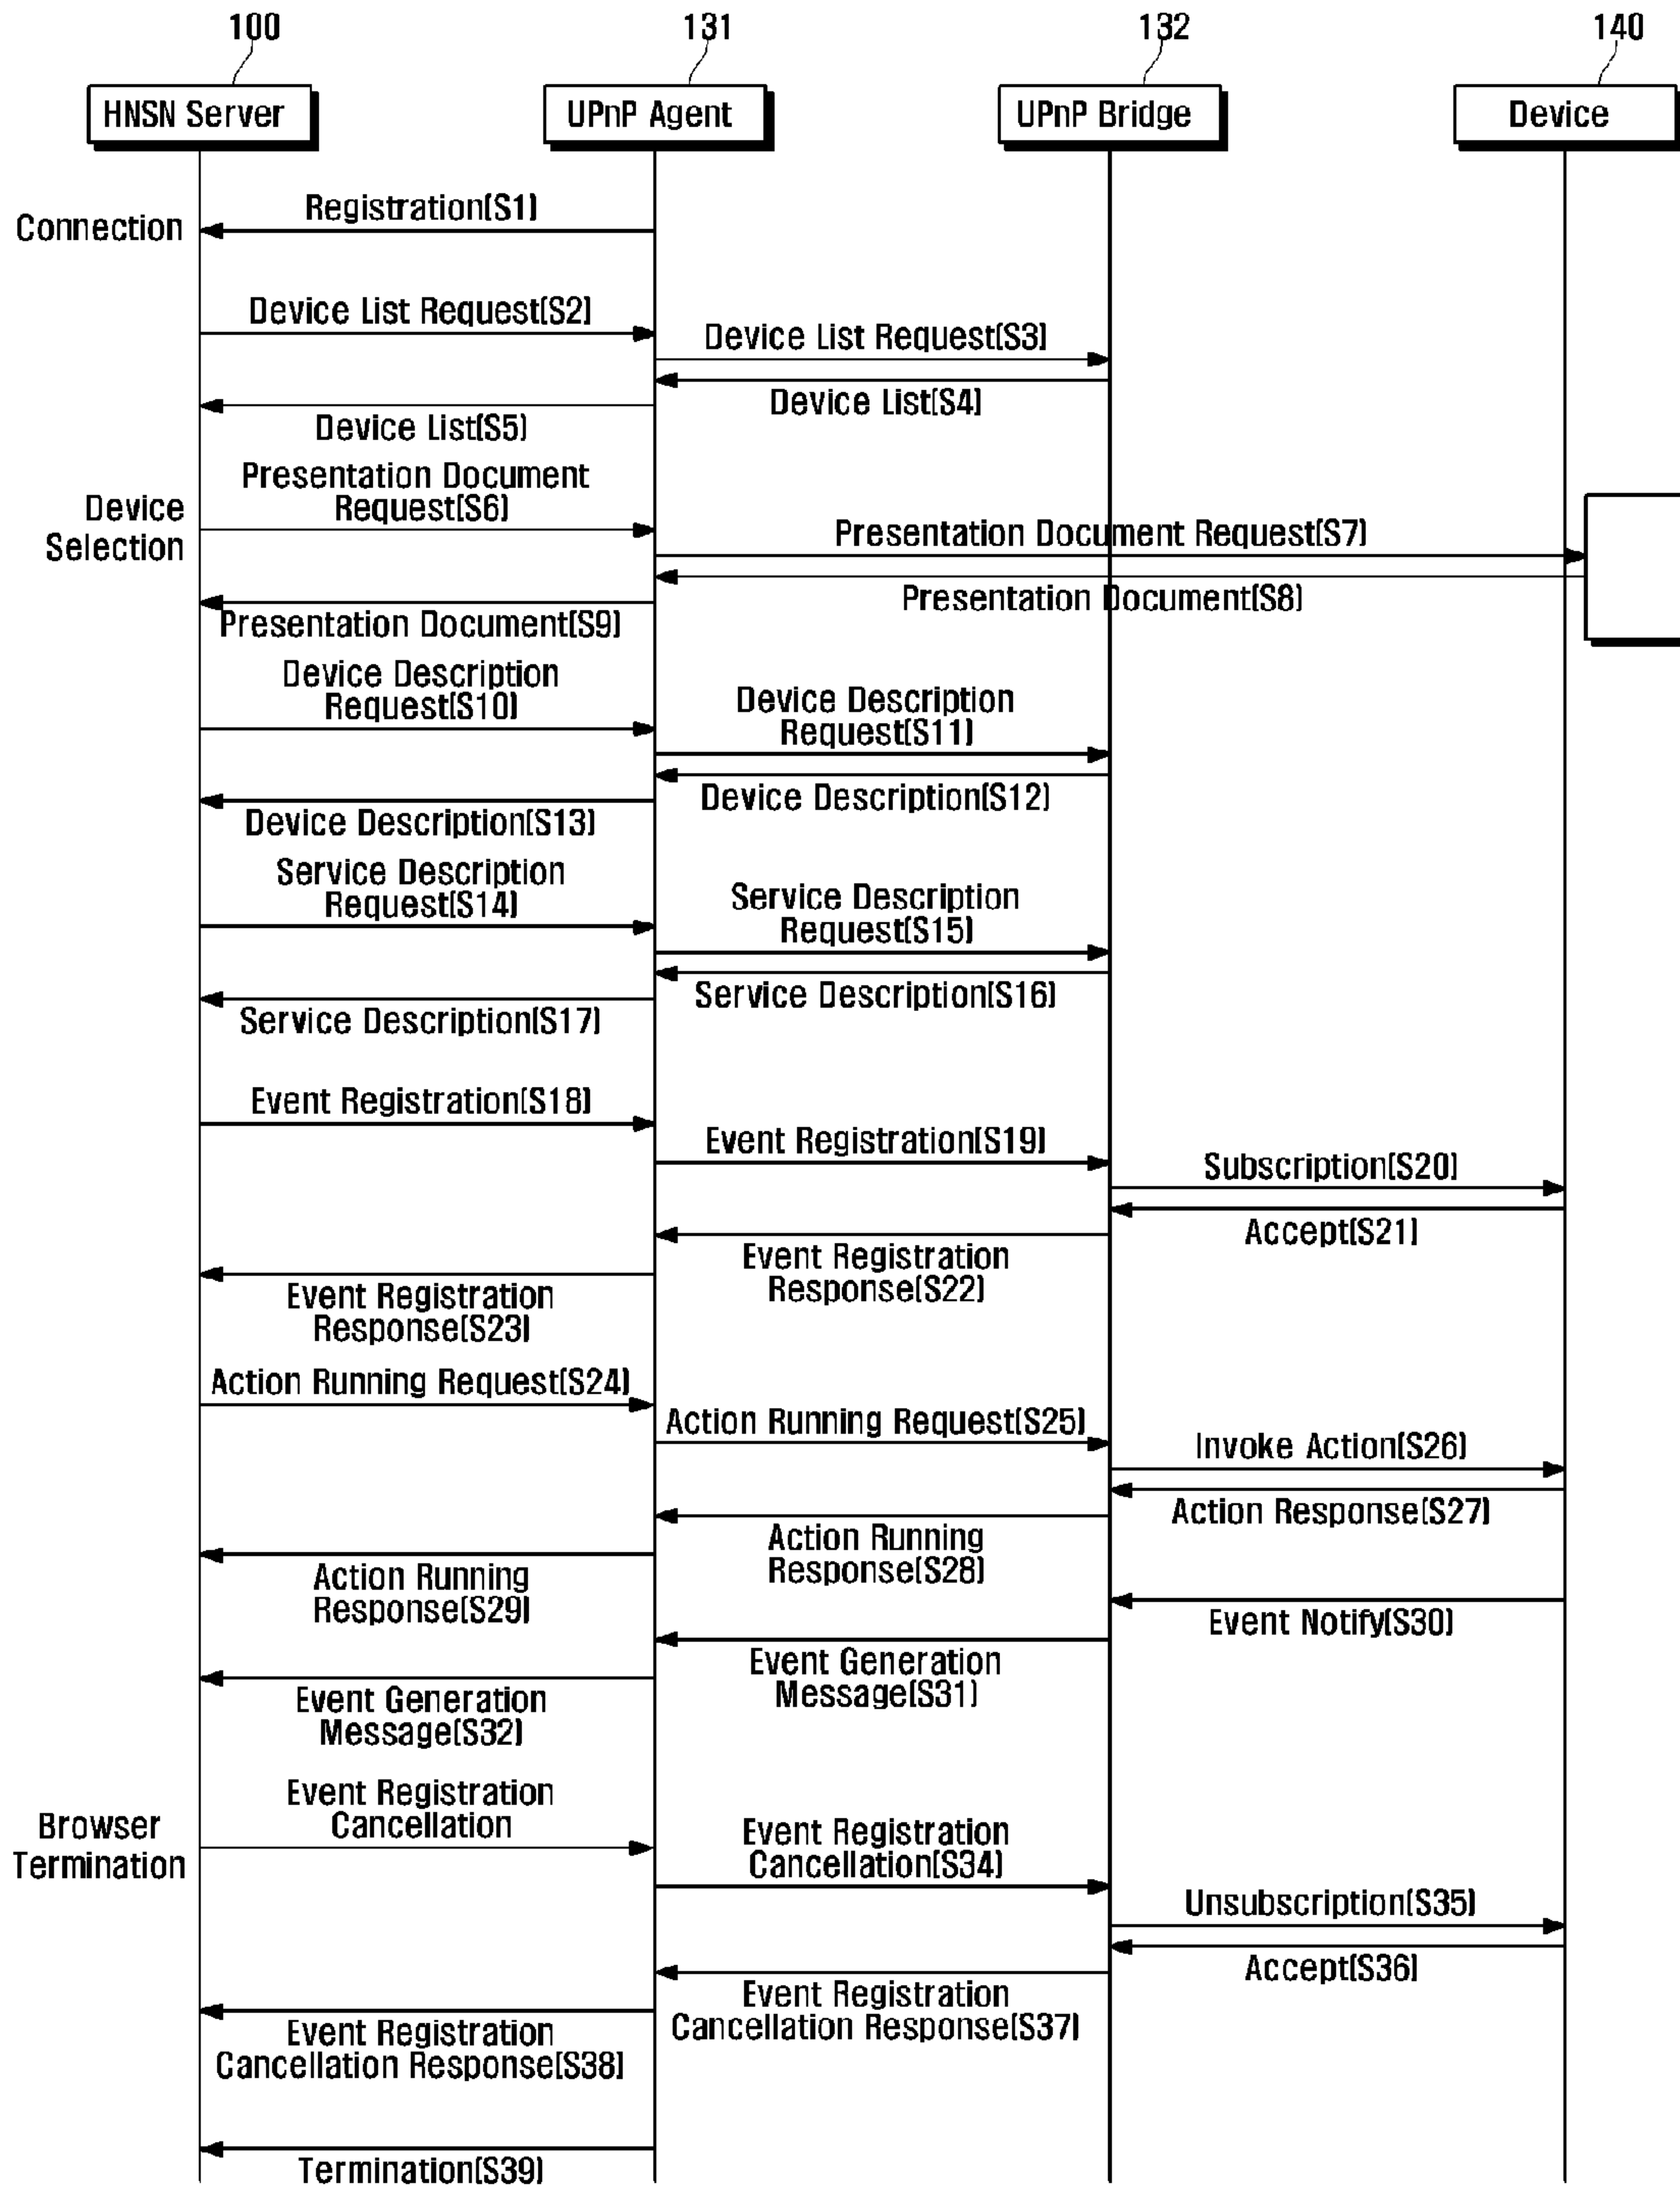 100
131
132
140
HNSN Server
UPnP Agent
UPnP Bridge
Device
Registration(S1)
Connection
Device List Request(S2)
Device List Request(S3)
Device List(S4)
Device List(S5)
Presentation Document
Request(S6)
Device
Selection
Presentation Document Request(S7)
Presentation Document(S8)
Presentation Document(S9)
Device Description
Request(S10)
Device Description
Request(S11)
Device Description(S12)
Device Description(S13)
Service Description
Request(S14)
Service Description
Request(S15)
Service Description(S16)
Service Description(S17)
Event Registration(S18)
Event Registration(S19)
Subscription(S20)
Accept(S21)
Event Registration
Response(S22)
Event Registration
Response(S23)
Action Running Request(S24)
Action Running Request(S25)
Invoke Action(S26)
Action Response(S27)
Action Running
Response(S28)
Action Running
Response(S29)
Event Notify(S30)
Event Generation
Message(S31)
Event Generation
Message(S32)
Event Registration
Cancellation
Browser
Termination
Event Registration
Cancellation(S34)
Unsubscription(S35)
Accept(S36)
Event Registration
Cancellation Response(S37)
Event Registration
Cancellation Response(S38)
Termination(S39)